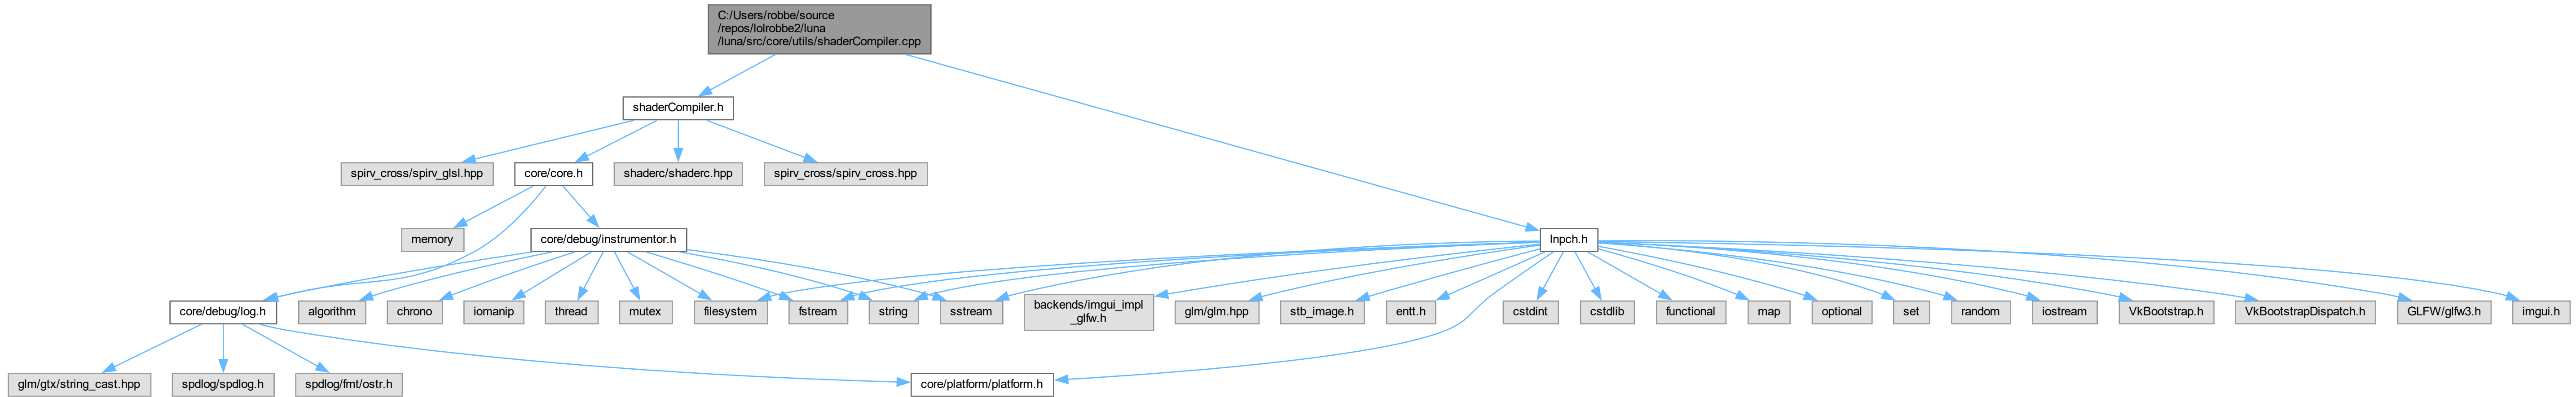 C:/Users/robbe/source
/repos/lolrobbe2/luna
/luna/src/core/utils/shaderCompiler.cpp
shaderCompiler.h
spirv_cross/spirv_glsl.hpp
core/core.h
shaderc/shaderc.hpp
spirv_cross/spirv_cross.hpp
memory
core/debug/instrumentor.h
lnpch.h
core/debug/log.h
algorithm
chrono
iomanip
thread
mutex
filesystem
fstream
string
sstream
backends/imgui_impl
_glfw.h
glm/glm.hpp
stb_image.h
entt.h
cstdint
cstdlib
functional
map
optional
set
random
iostream
VkBootstrap.h
VkBootstrapDispatch.h
GLFW/glfw3.h
imgui.h
glm/gtx/string_cast.hpp
spdlog/spdlog.h
spdlog/fmt/ostr.h
core/platform/platform.h